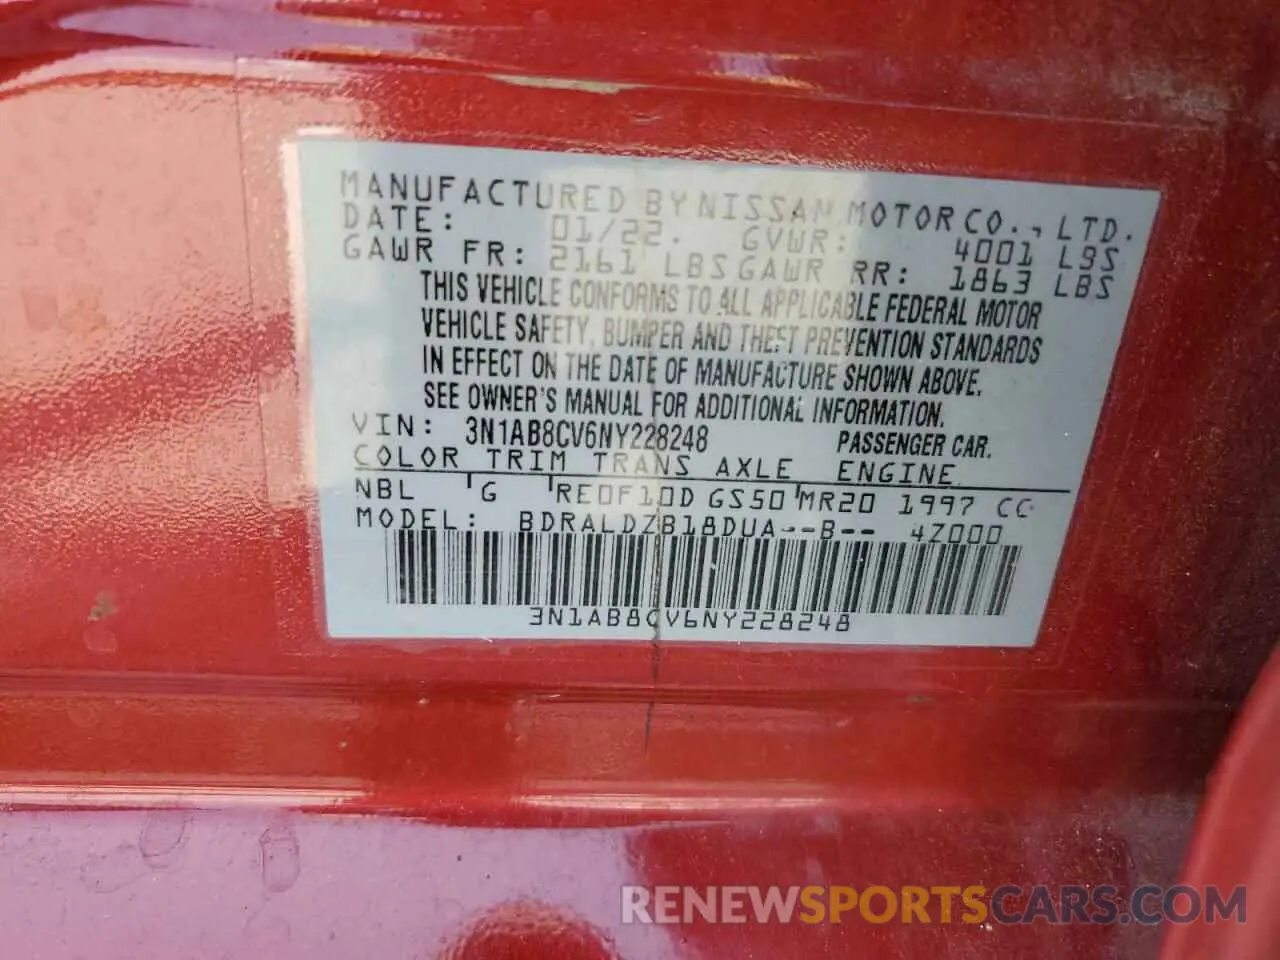 MANUFACTURED BY NISSAN MOTOR CO., LTD.
DATE: 01/22. GVWR: 4001 LBS
GAWR FR: 2161 LBS GAWR RR: 1863 LBS
THIS VEHICLE CONFORMS TO ALL APPLICABLE FEDERAL MOTOR
VEHICLE SAFETY, BUMPER AND THEFT PREVENTION STANDARDS
IN EFFECT ON THE DATE OF MANUFACTURE SHOWN ABOVE.
SEE OWNER'S MANUAL FOR ADDITIONAL INFORMATION.
VIN: 3N1AB8CV6NY228248 PASSENGER CAR.
COLOR TRIM TRANS AXLE ENGINE
NBL G RE0F10D GS50 MR20 1997 CC
MODEL: BDRALDZB18DUA--B-- 4Z000
3N1AB8CV6NY228248
RENEWSPORTSCARS.COM